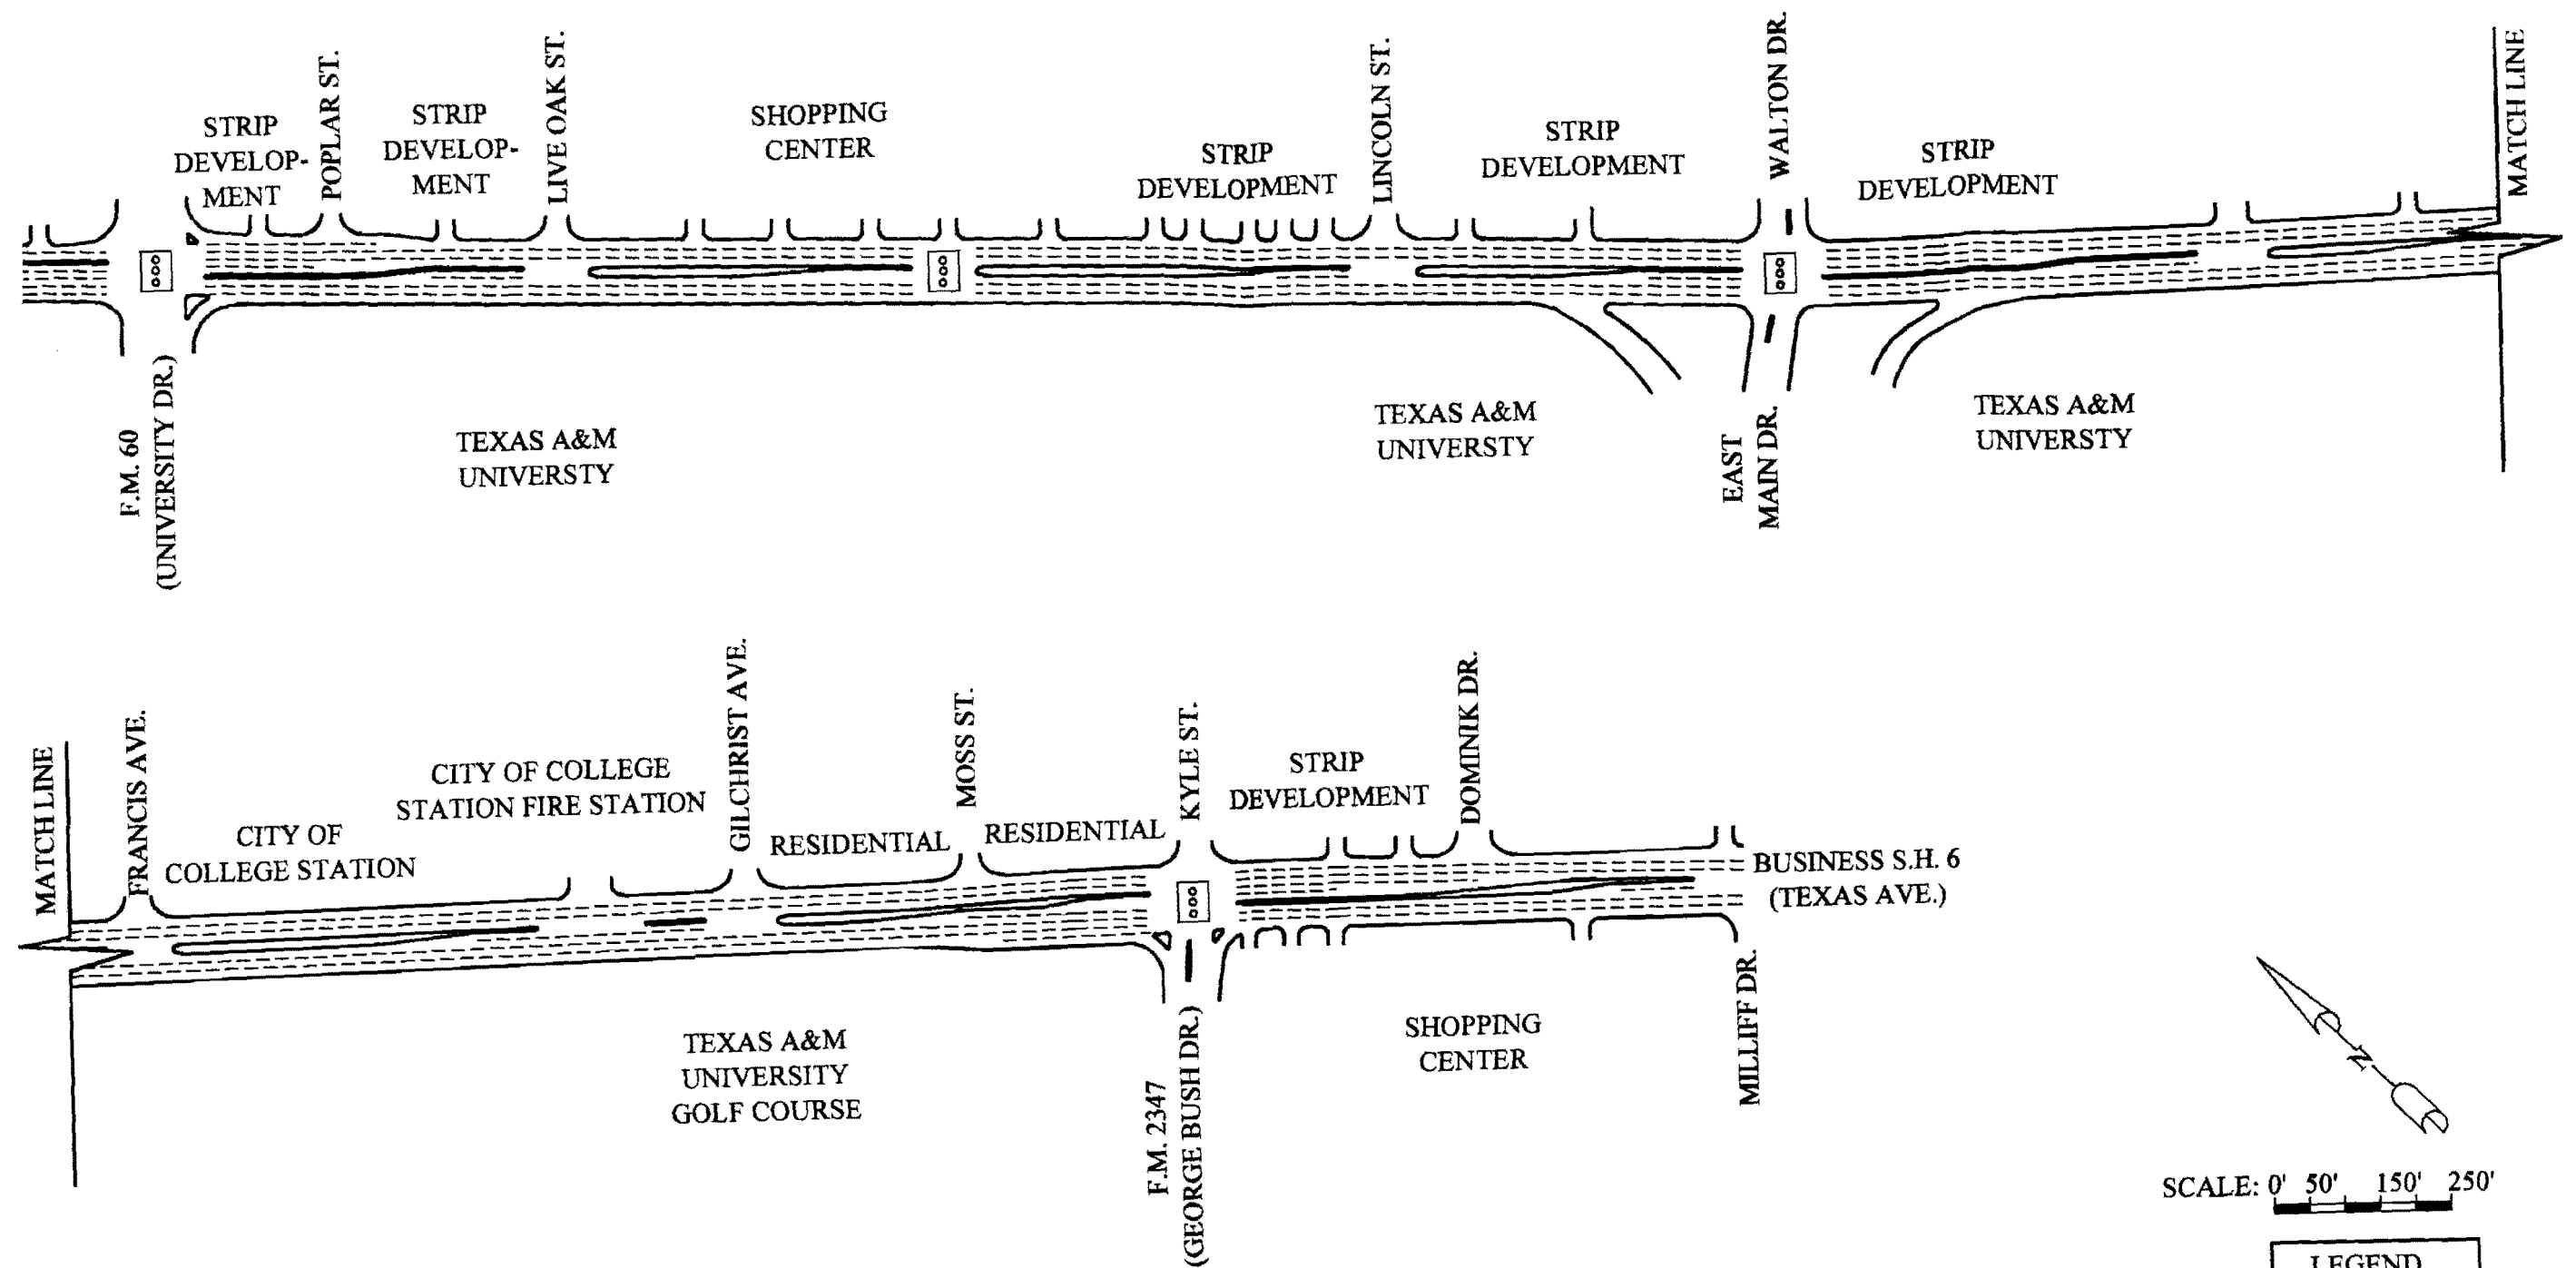 STRIP
DEVELOP-
MENT
POPLAR ST.
STRIP
DEVELOP-
MENT
LIVE OAK ST.
SHOPPING
CENTER
STRIP
DEVELOPMENT
LINCOLN ST.
STRIP
DEVELOPMENT
WALTON DR.
STRIP
DEVELOPMENT
MATCH LINE
F.M. 60
(UNIVERSITY DR.)
TEXAS A&M
UNIVERSTY
TEXAS A&M
UNIVERSTY
EAST
MAIN DR.
TEXAS A&M
UNIVERSTY
MATCH LINE
FRANCIS AVE.
CITY OF
COLLEGE STATION
CITY OF COLLEGE
STATION FIRE STATION
GILCHRIST AVE.
RESIDENTIAL
MOSS ST.
RESIDENTIAL
KYLE ST.
STRIP
DEVELOPMENT
DOMINIK DR.
BUSINESS S.H. 6
(TEXAS AVE.)
TEXAS A&M
UNIVERSITY
GOLF COURSE
F.M. 2347
(GEORGE BUSH DR.)
SHOPPING
CENTER
MILLIFF DR.
N
SCALE: 0' 50' 150' 250'
LEGEND